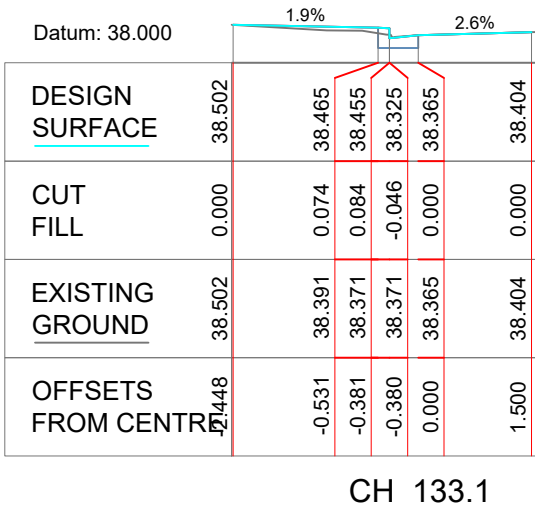 1.9%
2.6%
Datum: 38.000
DESIGN
SURFACE
38.502
38.465
38.455
38.325
38.365
38.404
CUT
FILL
0.000
0.074
0.084
-0.046
0.000
0.000
EXISTING
GROUND
38.502
38.391
38.371
38.371
38.365
38.404
OFFSETS
FROM CENTRE
-2.448
-0.531
-0.381
-0.380
0.000
1.500
CH 133.1